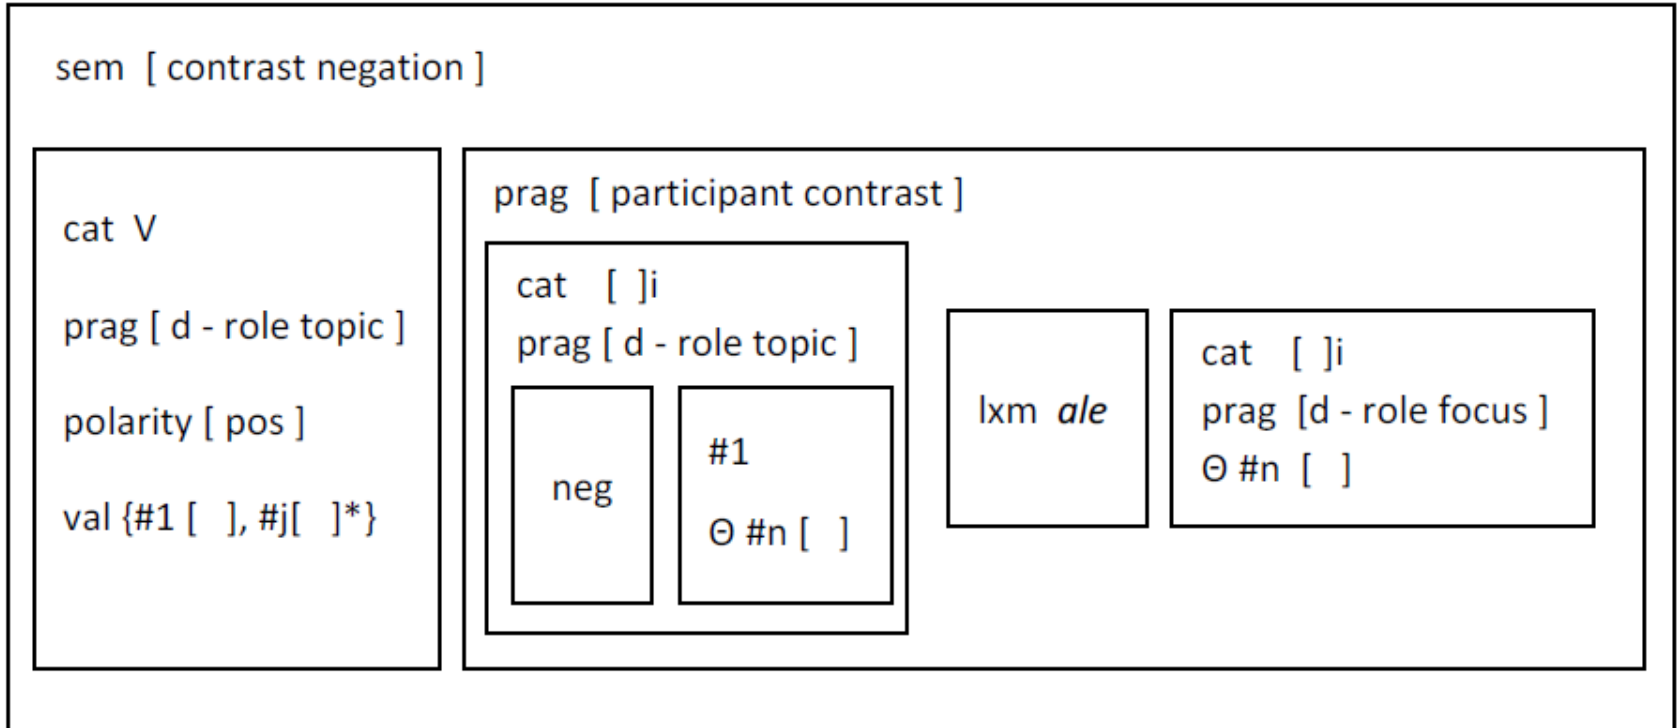 sem [ contrast negation ]
cat V
prag [ d - role topic ]
polarity [ pos ]
val {#1 [ ], #j[ ]*}
prag [ participant contrast ]
cat [ ]i
prag [ d - role topic ]
neg
#1
Θ #n [ ]
lxm ale
cat [ ]i
prag [d - role focus ]
Θ #n [ ]